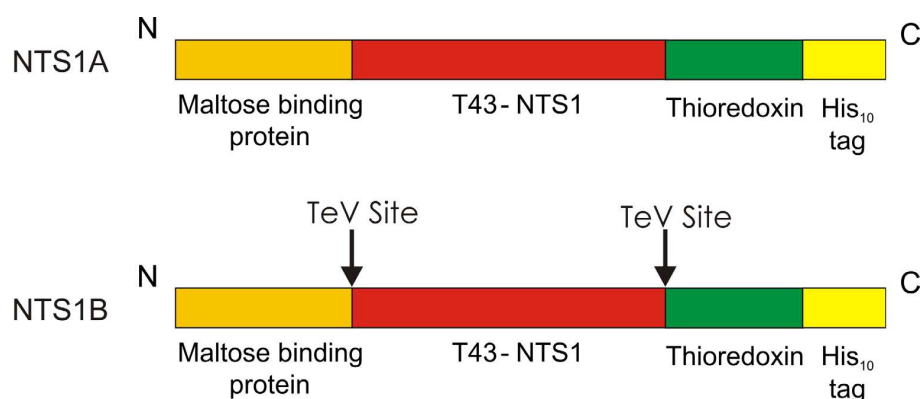 N
C
NTS1A
Maltose binding
protein
T43- NTS1
Thioredoxin
His₁₀
tag
TeV Site
TeV Site
N
C
NTS1B
Maltose binding
protein
T43- NTS1
Thioredoxin
His₁₀
tag